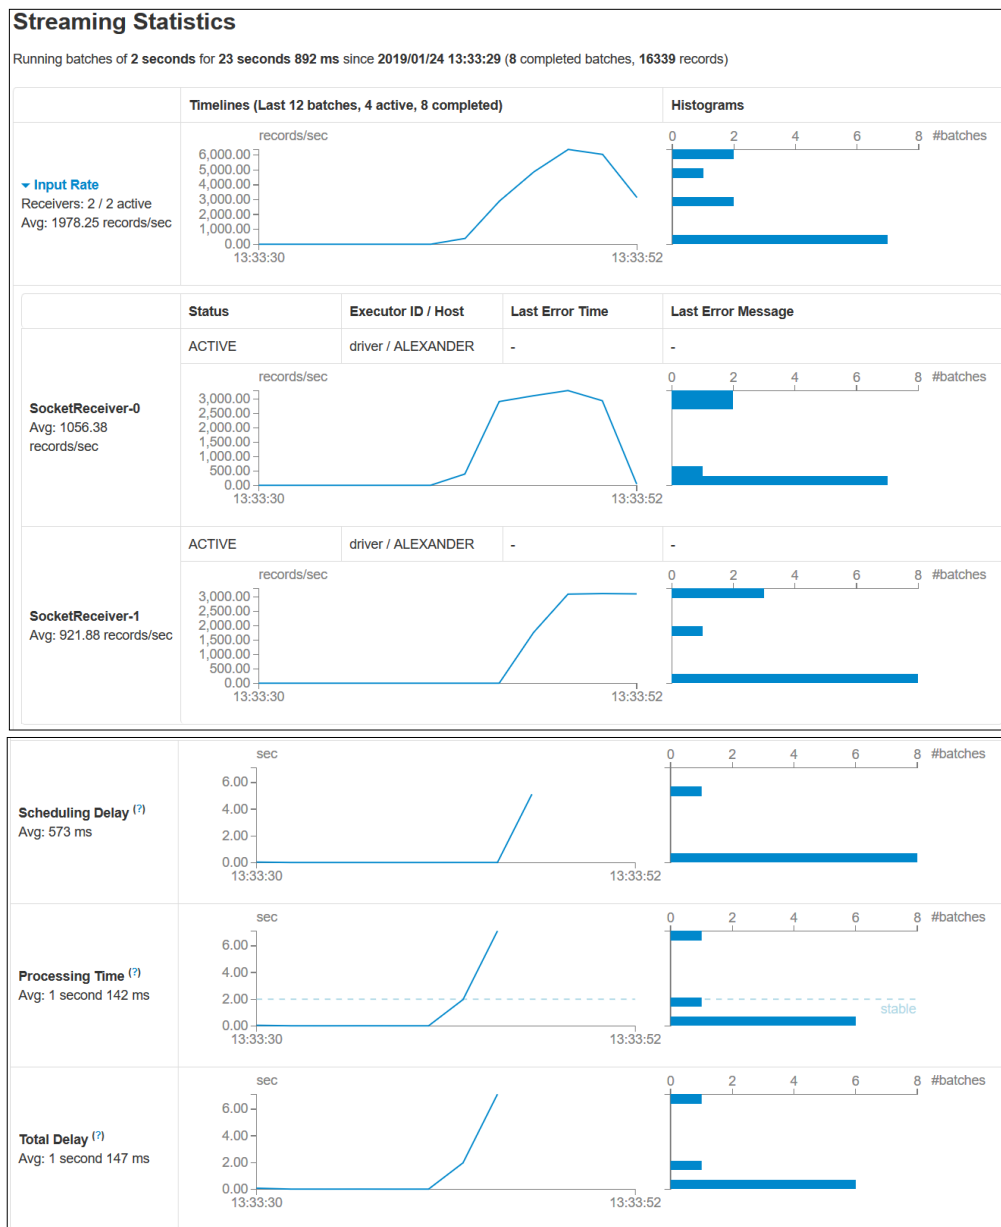 Streaming Statistics
Running batches of 2 seconds for 23 seconds 892 ms since 2019/01/24 13:33:29 (8 completed batches, 16339 records)
Timelines (Last 12 batches, 4 active, 8 completed) Histograms
Input Rate
Receivers: 2 / 2 active
Avg: 1978.25 records/sec
records/sec
6,000.00
5,000.00
4,000.00
3,000.00
2,000.00
1,000.00
0.00
13:33:30 13:33:52
0 2 4 6 8 #batches
Status Executor ID / Host Last Error Time Last Error Message
SocketReceiver-0
Avg: 1056.38
records/sec
ACTIVE driver / ALEXANDER - -
records/sec
3,000.00
2,500.00
2,000.00
1,500.00
1,000.00
500.00
0.00
13:33:30 13:33:52
0 2 4 6 8 #batches
SocketReceiver-1
Avg: 921.88 records/sec
ACTIVE driver / ALEXANDER - -
records/sec
3,000.00
2,500.00
2,000.00
1,500.00
1,000.00
500.00
0.00
13:33:30 13:33:52
0 2 4 6 8 #batches
Scheduling Delay (?)
Avg: 573 ms
sec
6.00
4.00
2.00
0.00
13:33:30 13:33:52
0 2 4 6 8 #batches
Processing Time (?)
Avg: 1 second 142 ms
sec
6.00
4.00
2.00
0.00
13:33:30 13:33:52
0 2 4 6 8 #batches
stable
Total Delay (?)
Avg: 1 second 147 ms
sec
6.00
4.00
2.00
0.00
13:33:30 13:33:52
0 2 4 6 8 #batches